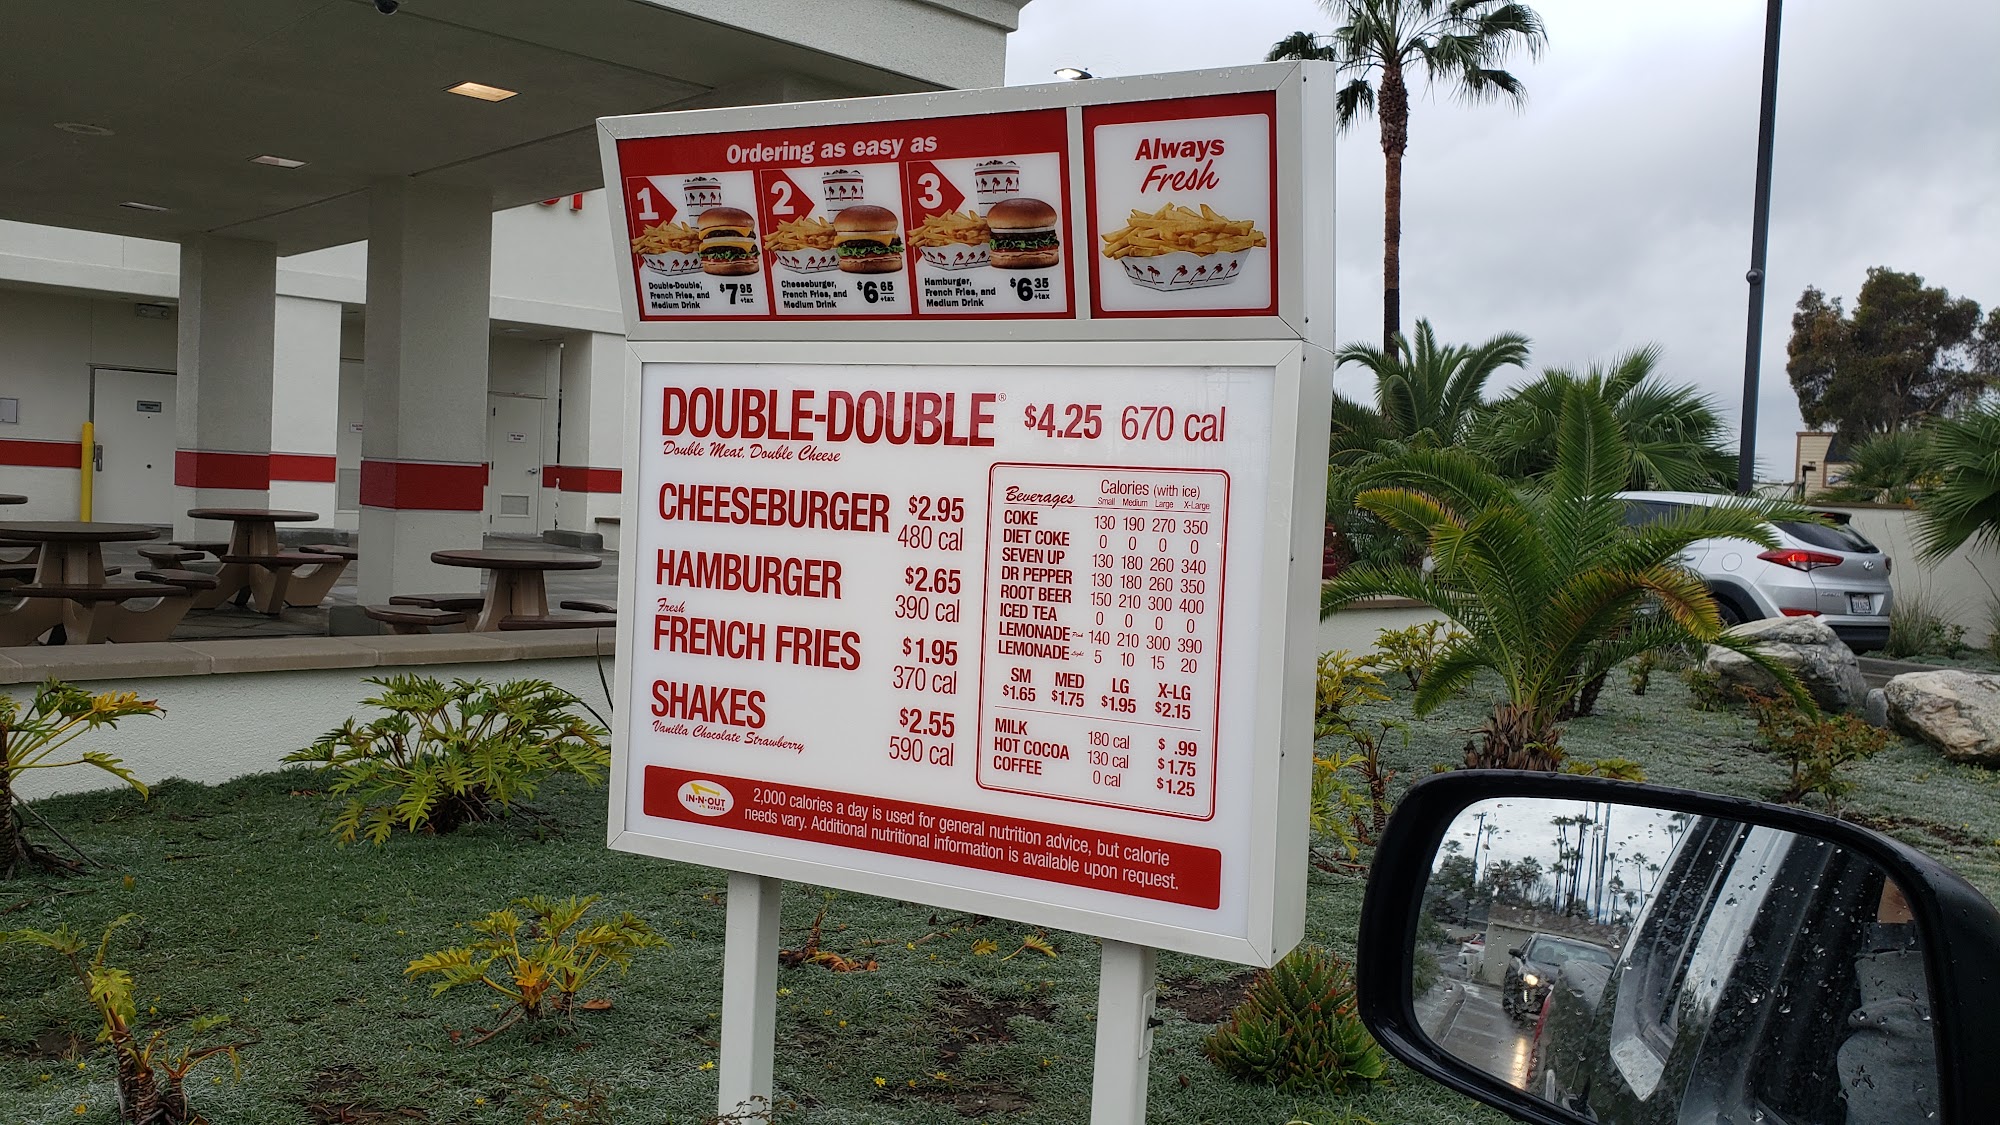 Ordering as easy as
1
Double-Double,
French Fries, and
Medium Drink
$7 95 +tax
2
Cheeseburger,
French Fries, and
Medium Drink
$6 65 +tax
3
Hamburger,
French Fries, and
Medium Drink
$6 35 +tax
Always
Fresh
DOUBLE-DOUBLE® $4.25 670 cal
Double Meat, Double Cheese
CHEESEBURGER $2.95
480 cal
HAMBURGER $2.65
390 cal
Fresh
FRENCH FRIES $1.95
370 cal
SHAKES $2.55
Vanilla Chocolate Strawberry 590 cal
Beverages Calories (with ice)
Small Medium Large X-Large
COKE 130 190 270 350
DIET COKE 0 0 0 0
SEVEN UP 130 180 260 340
DR PEPPER 130 180 260 350
ROOT BEER 150 210 300 400
ICED TEA 0 0 0 0
LEMONADE Pink 140 210 300 390
LEMONADE Light 5 10 15 20
SM MED LG X-LG
$1.65 $1.75 $1.95 $2.15
MILK 180 cal $ .99
HOT COCOA 130 cal $1.75
COFFEE 0 cal $1.25
IN-N-OUT
BURGER
2,000 calories a day is used for general nutrition advice, but calorie
needs vary. Additional nutritional information is available upon request.